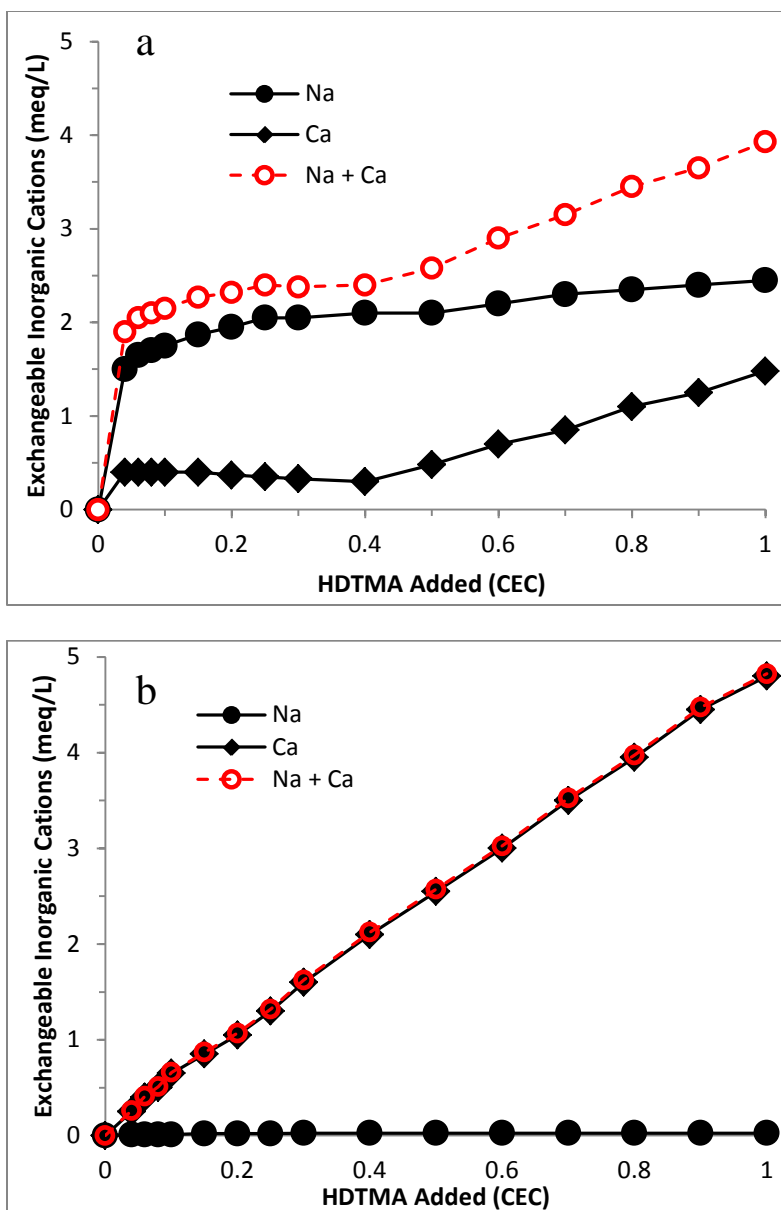 a
Na
Ca
Na + Ca
Exchangeable Inorganic Cations (meq/L)
5
4
3
2
1
0
0
0.2
0.4
0.6
0.8
1
HDTMA Added (CEC)
b
Na
Ca
Na + Ca
Exchangeable Inorganic Cations (meq/L)
5
4
3
2
1
0
0
0.2
0.4
0.6
0.8
1
HDTMA Added (CEC)